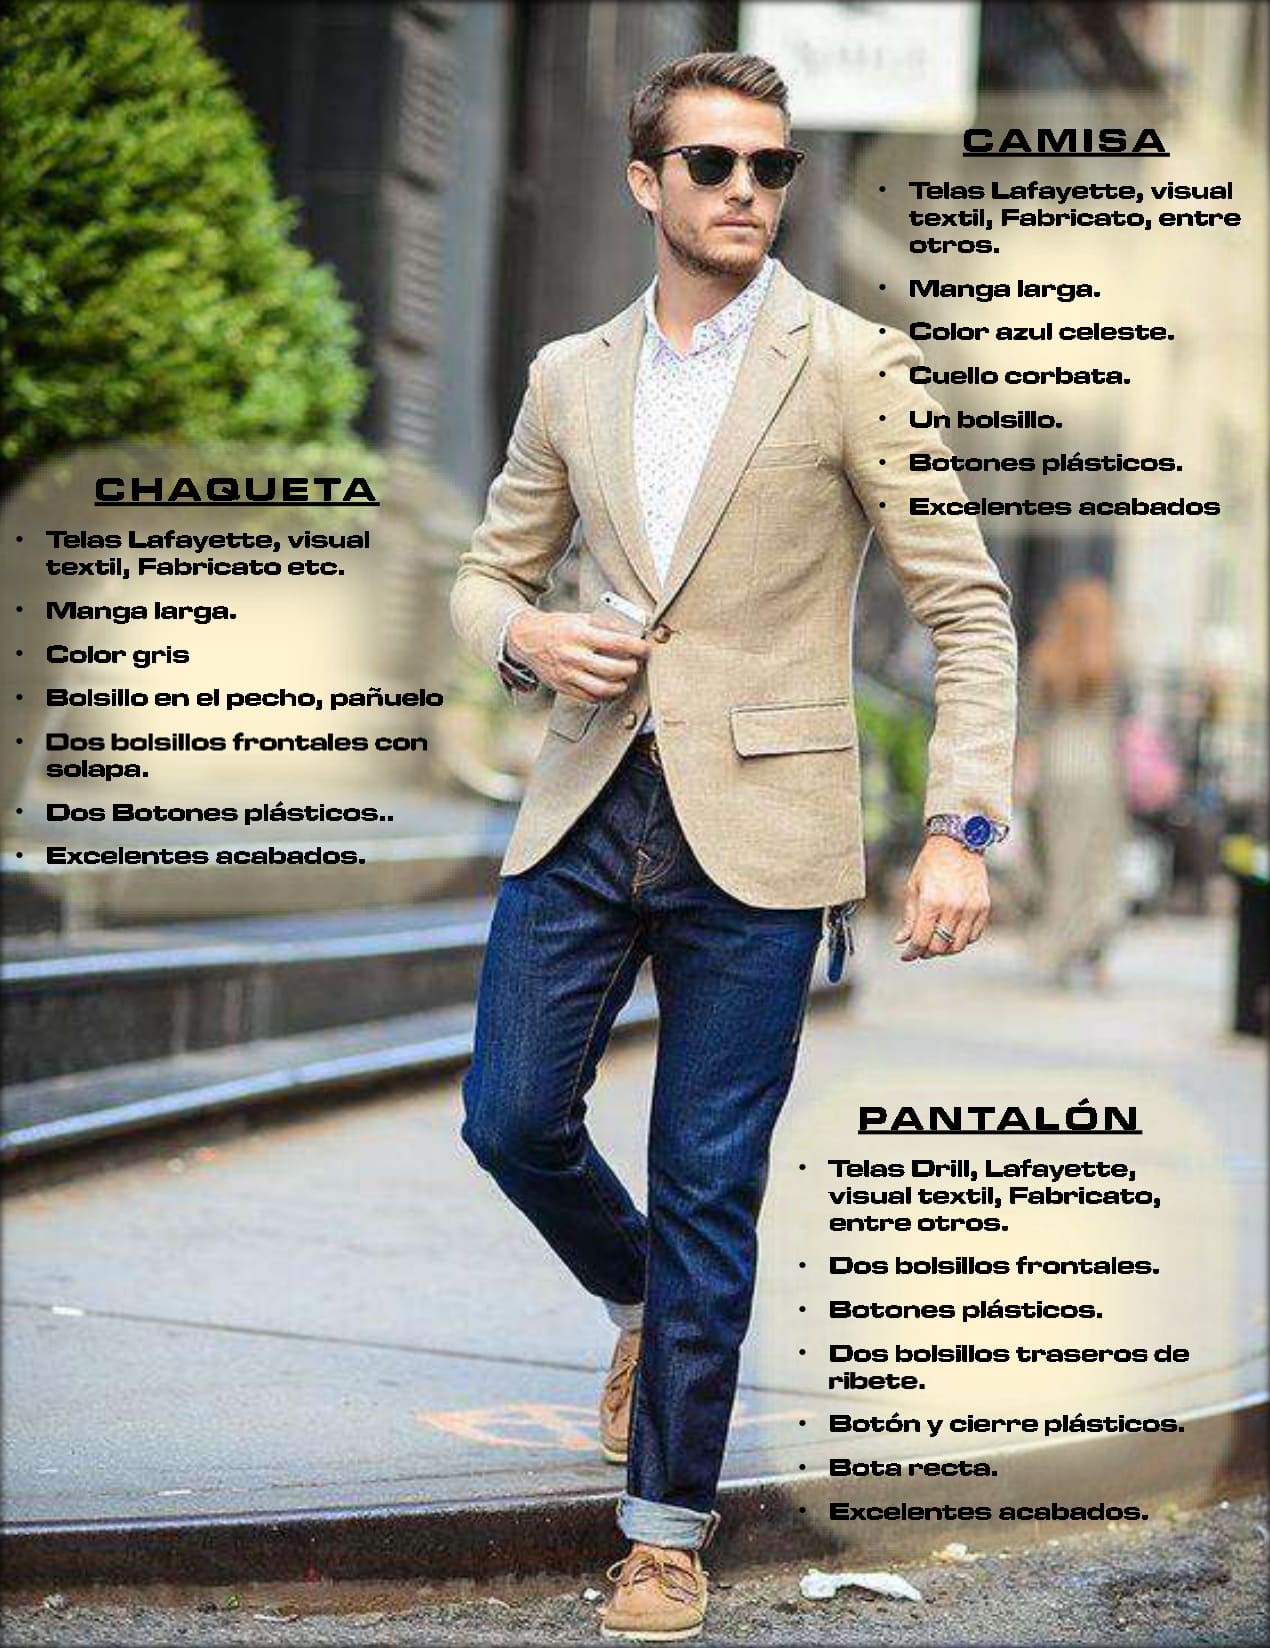 CAMISA
• Telas Lafayette, visual
textil, Fabricato, entre
otros.
• Manga larga.
• Color azul celeste.
• Cuello corbata.
• Un bolsillo.
• Botones plásticos.
• Excelentes acabados
CHAQUETA
• Telas Lafayette, visual
textil, Fabricato etc.
• Manga larga.
• Color gris
• Bolsillo en el pecho, pañuelo
• Dos bolsillos frontales con
solapa.
• Dos Botones plásticos..
• Excelentes acabados.
PANTALÓN
• Telas Drill, Lafayette,
visual textil, Fabricato,
entre otros.
• Dos bolsillos frontales.
• Botones plásticos.
• Dos bolsillos traseros de
ribete.
• Botón y cierre plásticos.
• Bota recta.
• Excelentes acabados.